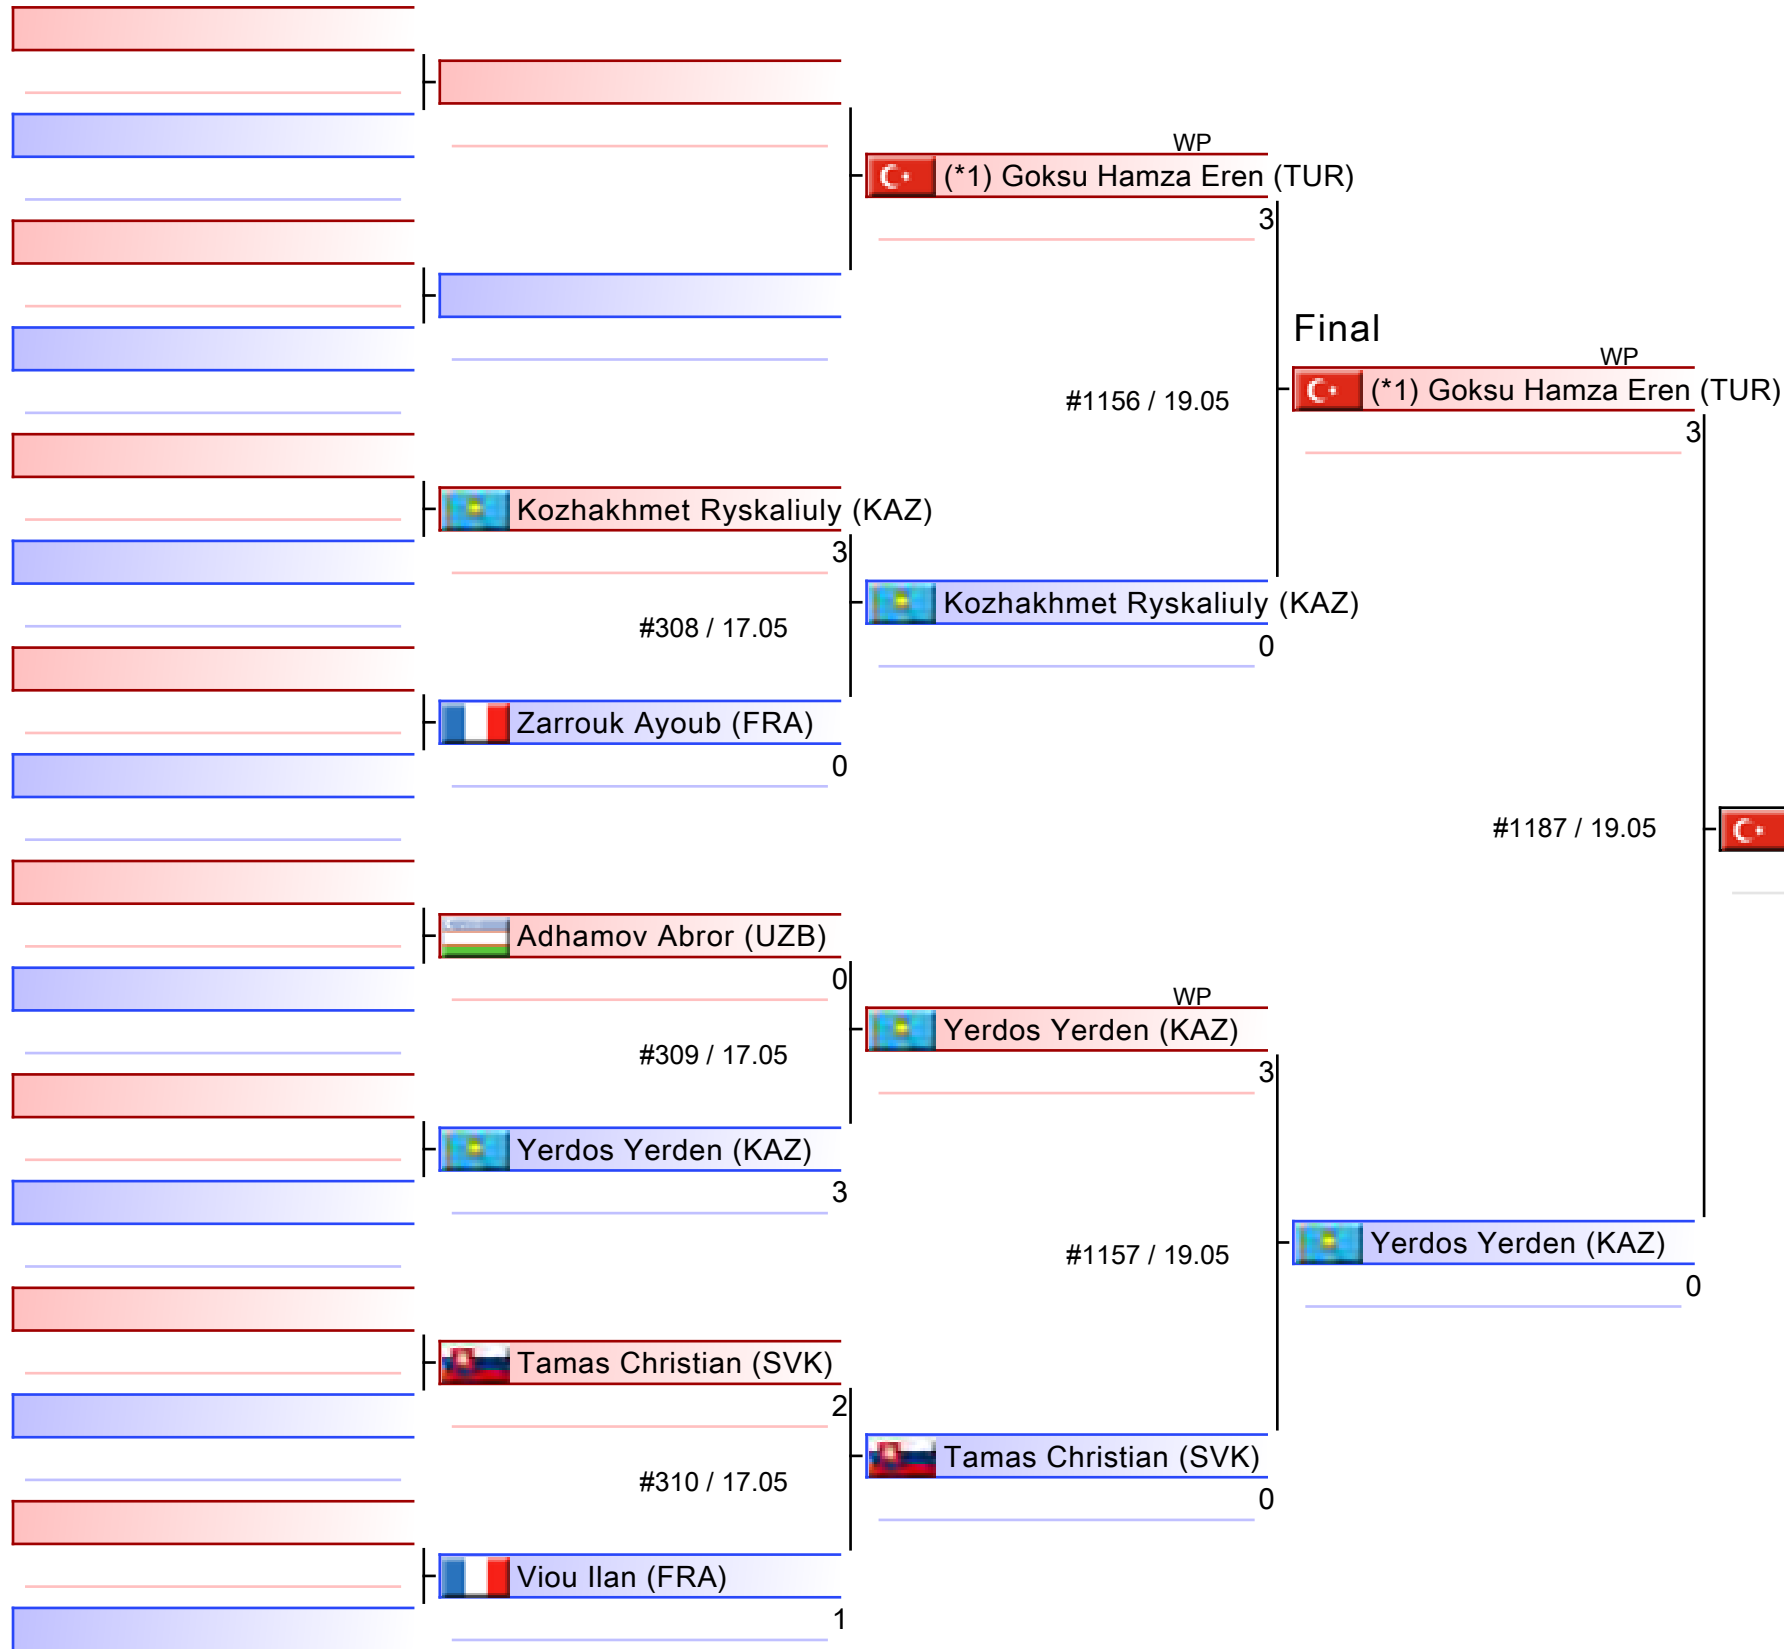 WP
(*1) Goksu Hamza Eren (TUR)
3
Final
WP
(*1) Goksu Hamza Eren (TUR)
#1156 / 19.05
3
Kozhakhmet Ryskaliuly (KAZ)
3
Kozhakhmet Ryskaliuly (KAZ)
#308 / 17.05
0
Zarrouk Ayoub (FRA)
0
#1187 / 19.05
Adhamov Abror (UZB)
0
WP
Yerdos Yerden (KAZ)
#309 / 17.05
3
Yerdos Yerden (KAZ)
3
#1157 / 19.05
Yerdos Yerden (KAZ)
0
Tamas Christian (SVK)
2
Tamas Christian (SVK)
#310 / 17.05
0
Viou Ilan (FRA)
1